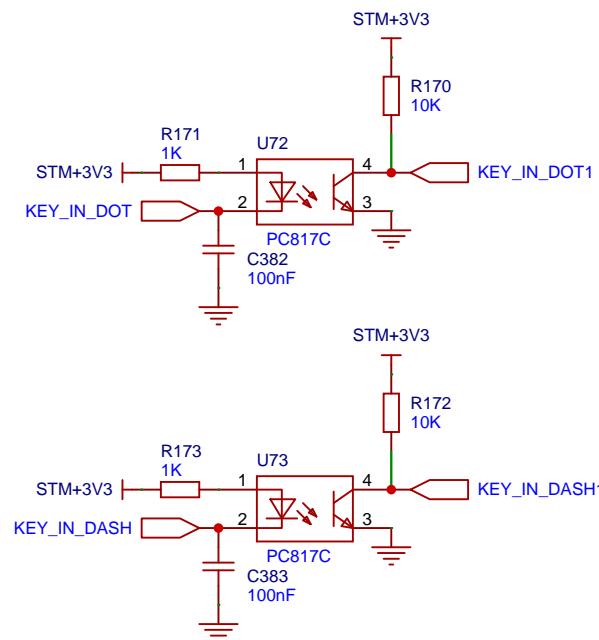 STM+3V3
R170
10K
R171
1K
U72
STM+3V3
1
4
KEY_IN_DOT1
KEY_IN_DOT
2
3
PC817C
C382
100nF
STM+3V3
R172
10K
R173
1K
U73
STM+3V3
1
4
KEY_IN_DASH1
KEY_IN_DASH
2
3
PC817C
C383
100nF